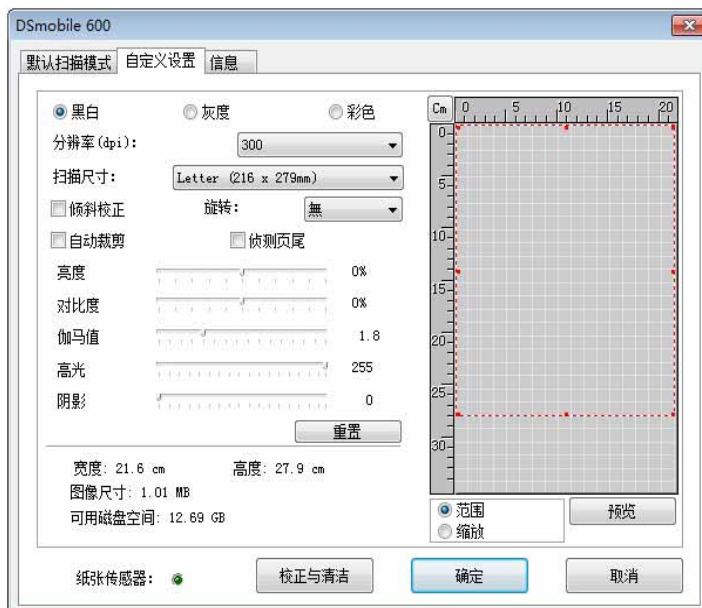 DSmobile 600
默认扫描模式 自定义设置 信息
黑白 灰度 彩色
分辨率(dpi): 300
扫描尺寸: Letter (216 x 279mm)
倾斜校正 旋转: 無
自动裁剪 侦测页尾
亮度 0%
对比度 0%
伽马值 1.8
高光 255
阴影 0
重置
宽度: 21.6 cm 高度: 27.9 cm
图像尺寸: 1.01 MB
可用磁盘空间: 12.69 GB
Cm 0 5 10 15 20
0
5
10
15
20
25
30
范围 预览
缩放
纸张传感器: 校正与清洁 确定 取消